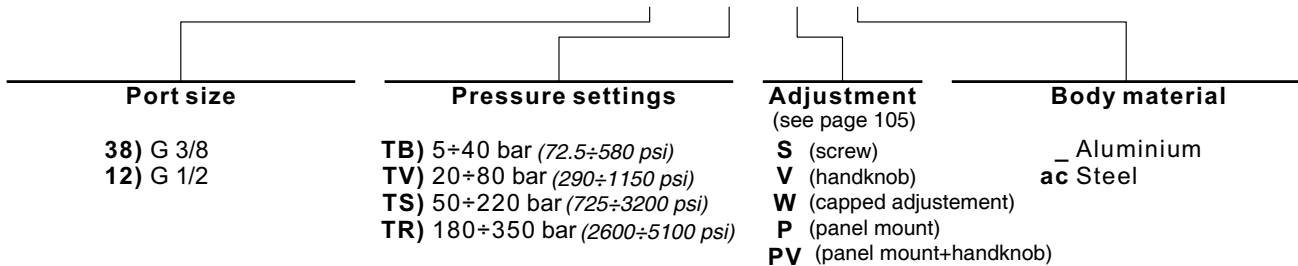 Port size
38) G 3/8
12) G 1/2
Pressure settings
TB) 5÷40 bar (72.5÷580 psi)
TV) 20÷80 bar (290÷1150 psi)
TS) 50÷220 bar (725÷3200 psi)
TR) 180÷350 bar (2600÷5100 psi)
Adjustment
(see page 105)
S (screw)
V (handknob)
W (capped adjustement)
P (panel mount)
PV (panel mount+handknob)
Body material
_ Aluminium
ac Steel